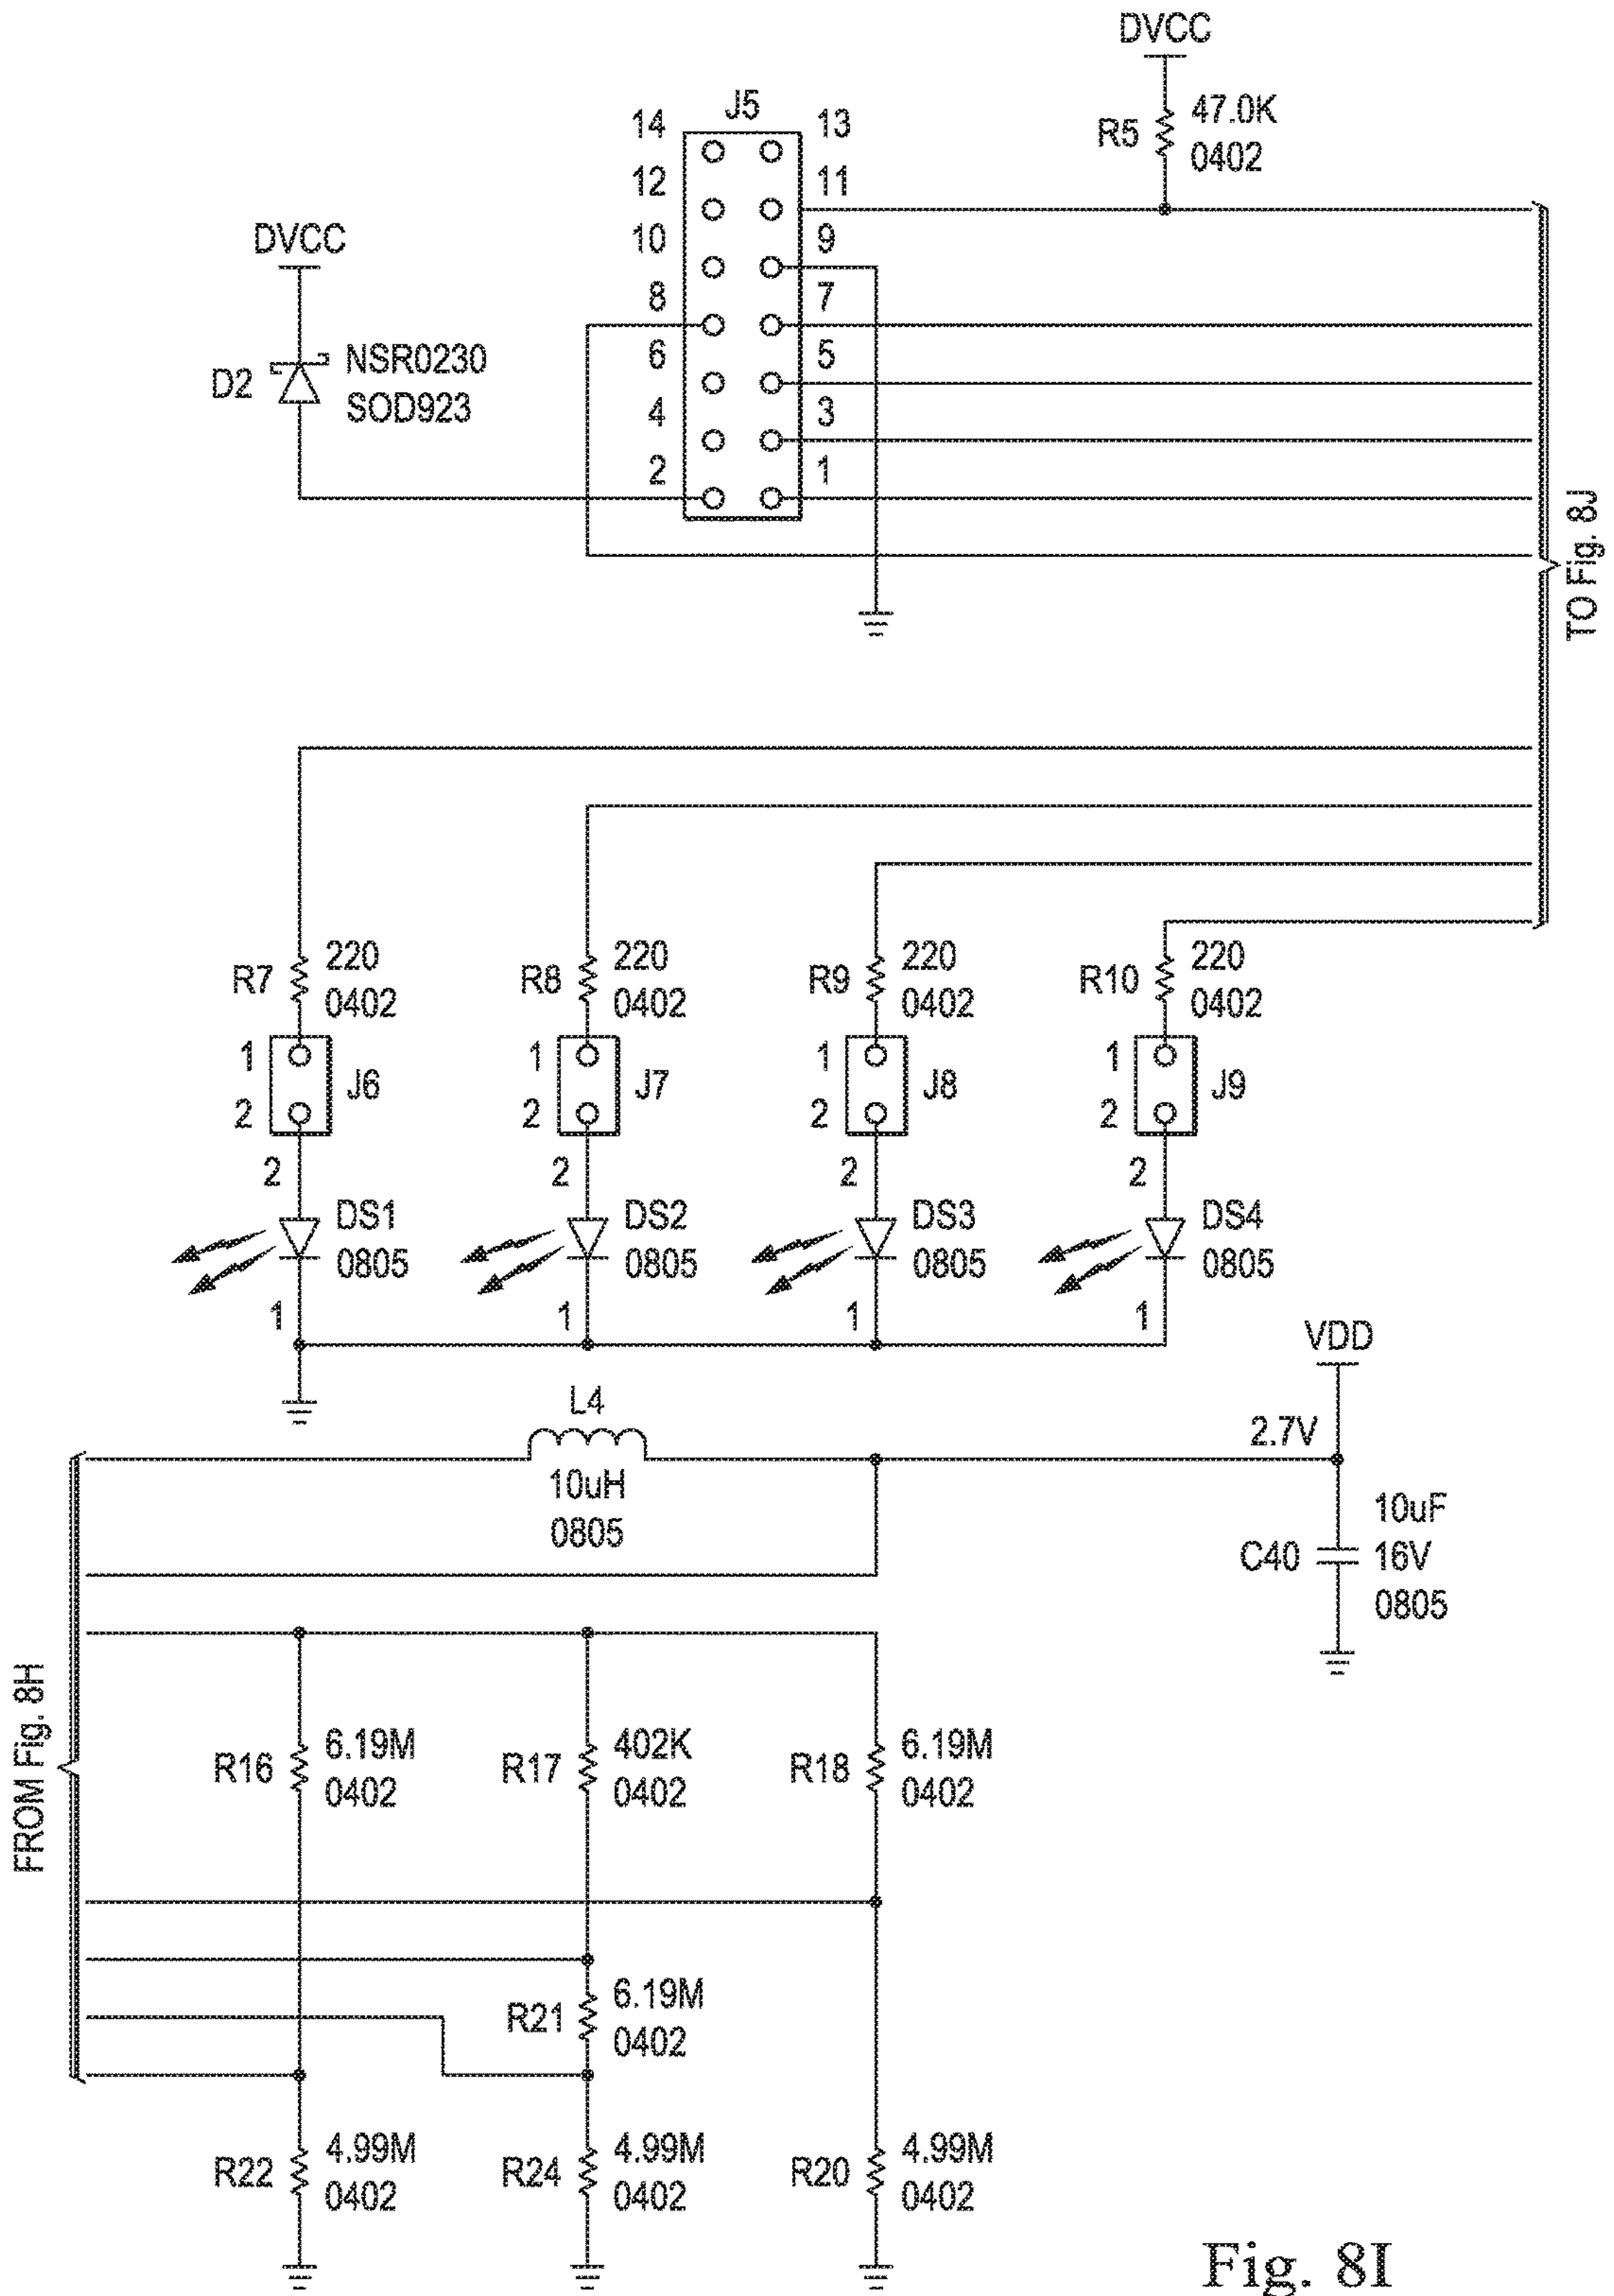 DVCC
J5
14 13
R5 47.0K
0402
12 11
DVCC
10 9
8 7
D2 NSR0230
SOD923
6 5
4 3
2 1
TO Fig. 8J
R7 220
0402
R8 220
0402
R9 220
0402
R10 220
0402
1
2
J6
1
2
J7
1
2
J8
1
2
J9
2
DS1
0805
1
2
DS2
0805
1
2
DS3
0805
1
2
DS4
0805
1
VDD
L4
2.7V
10uH
0805
C40 10uF
16V
0805
FROM Fig. 8H
R16 6.19M
0402
R17 402K
0402
R18 6.19M
0402
R21 6.19M
0402
R22 4.99M
0402
R24 4.99M
0402
R20 4.99M
0402
Fig. 8I